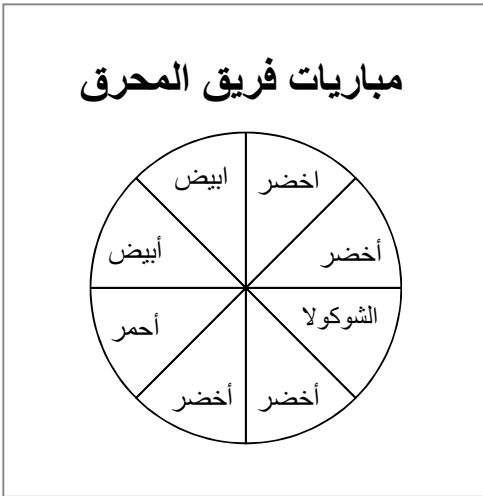 مباريات فريق المحرق
ابيض
اخضر
أبيض
أخضر
أحمر
الشوكولا
أخضر
أخضر